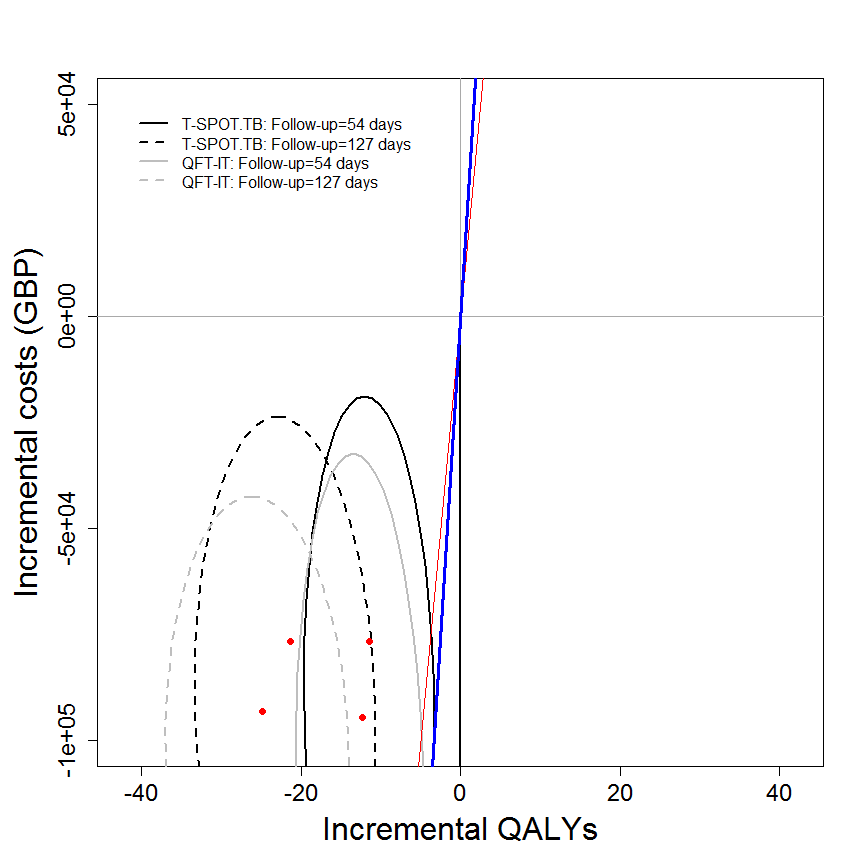 T-SPOT.TB: Follow-up=54 days
T-SPOT.TB: Follow-up=127 days
QFT-IT: Follow-up=54 days
QFT-IT: Follow-up=127 days
Incremental costs (GBP)
5e+04
0e+00
-5e+04
-1e+05
-40
-20
0
20
40
Incremental QALYs